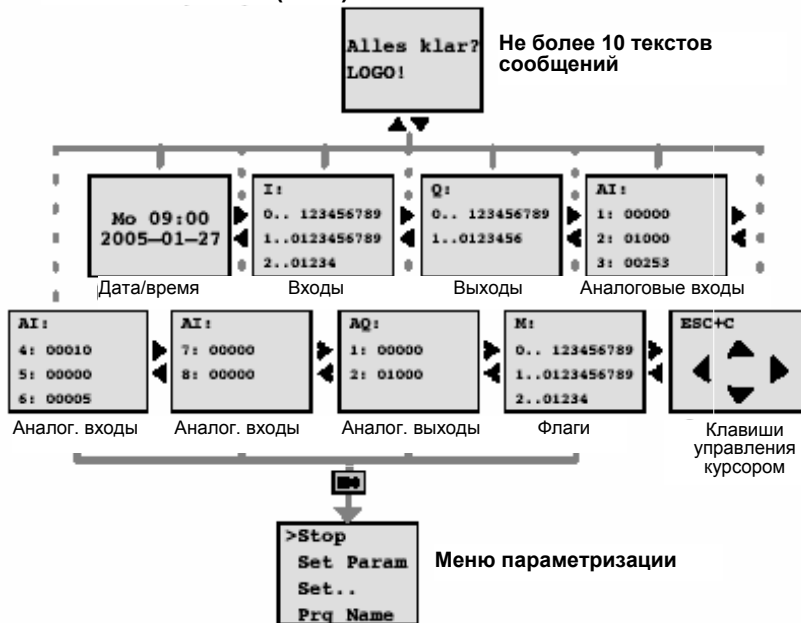 Alles klar?
LOGO!
Не более 10 текстов
сообщений
Mo 09:00
2005–01–27
I:
0.. 123456789
1..0123456789
2..01234
Q:
0.. 123456789
1..0123456
AI:
1: 00000
2: 01000
3: 00253
Дата/время
Входы
Выходы
Аналоговые входы
AI:
4: 00010
5: 00000
6: 00005
AI:
7: 00000
8: 00000
AQ:
1: 00000
2: 01000
M:
0.. 123456789
1..0123456789
2..01234
ESC+C
Аналог. входы
Аналог. входы
Аналог. выходы
Флаги
Клавиши
управления
курсором
>Stop
Set Param
Set..
Prg Name
Меню параметризации